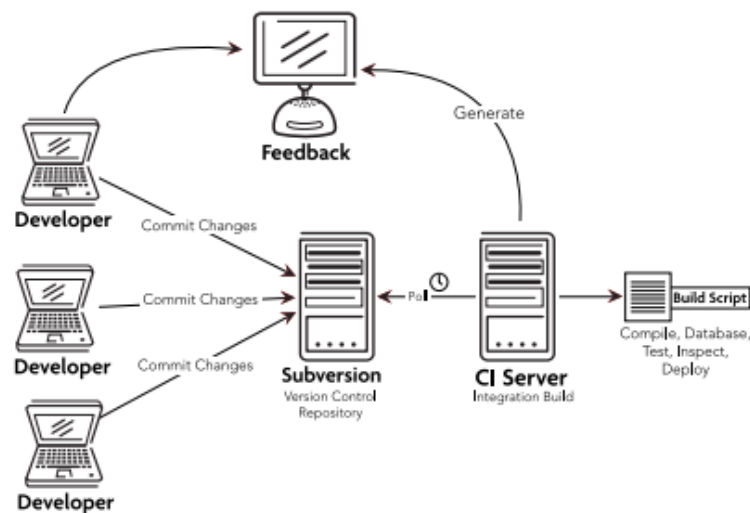 Generate
Feedback
Developer
Commit Changes
Developer
Commit Changes
Developer
Commit Changes
Subversion
Version Control
Repository
Poll
CI Server
Integration Build
Build Script
Compile, Database,
Test, Inspect,
Deploy